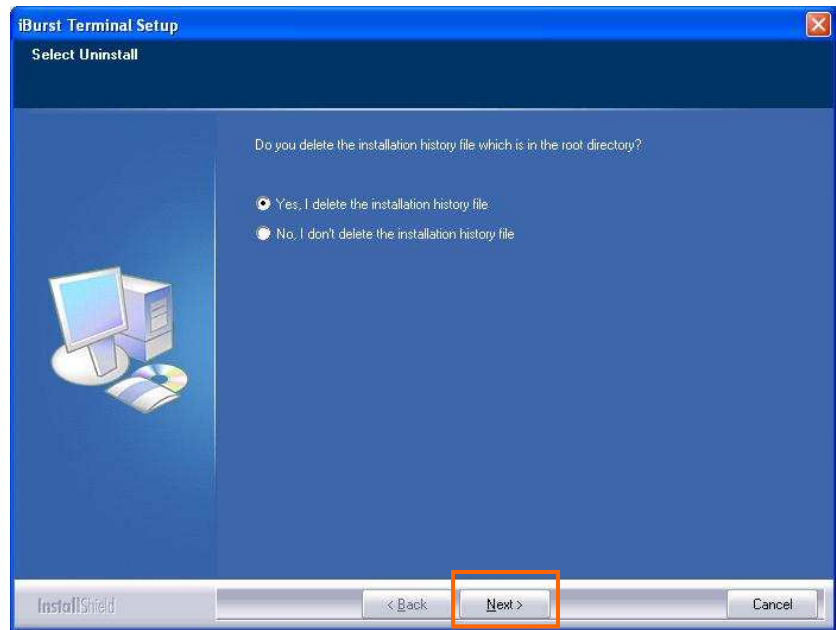 iBurst Terminal Setup
Select Uninstall
Do you delete the installation history file which is in the root directory?
Yes, I delete the installation history file
No, I don't delete the installation history file
InstallShield
< Back
Next >
Cancel